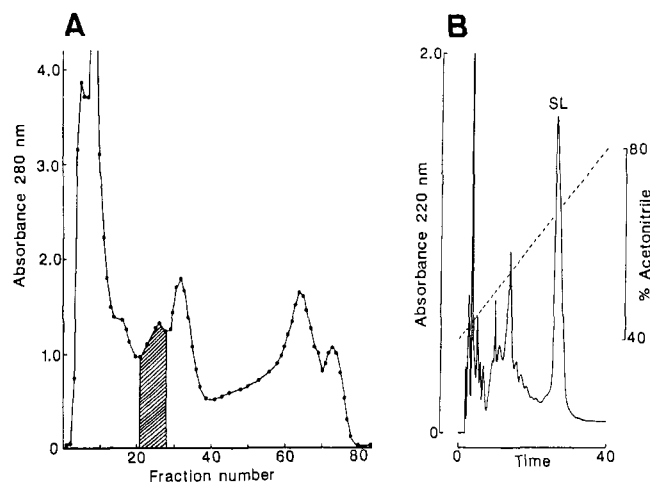 A
Absorbance 280 nm
4.0
3.0
2.0
1.0
0
20
40
60
80
Fraction number
B
Absorbance 220 nm
2.0
0
SL
80
40
% Acetonitrile
0
40
Time